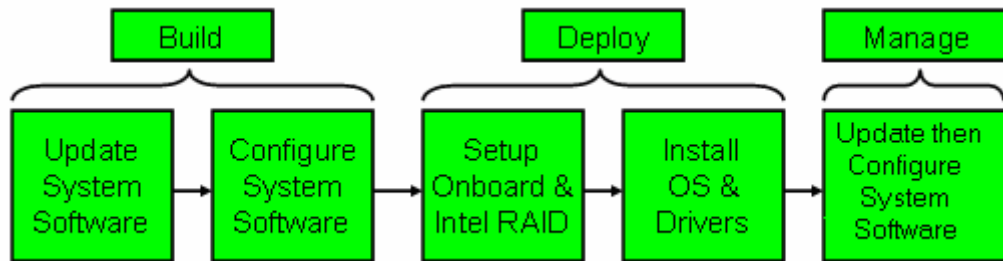 Build
Deploy
Manage
Update
System
Software
Configure
System
Software
Setup
Onboard &
Intel RAID
Install
OS &
Drivers
Update then
Configure
System
Software